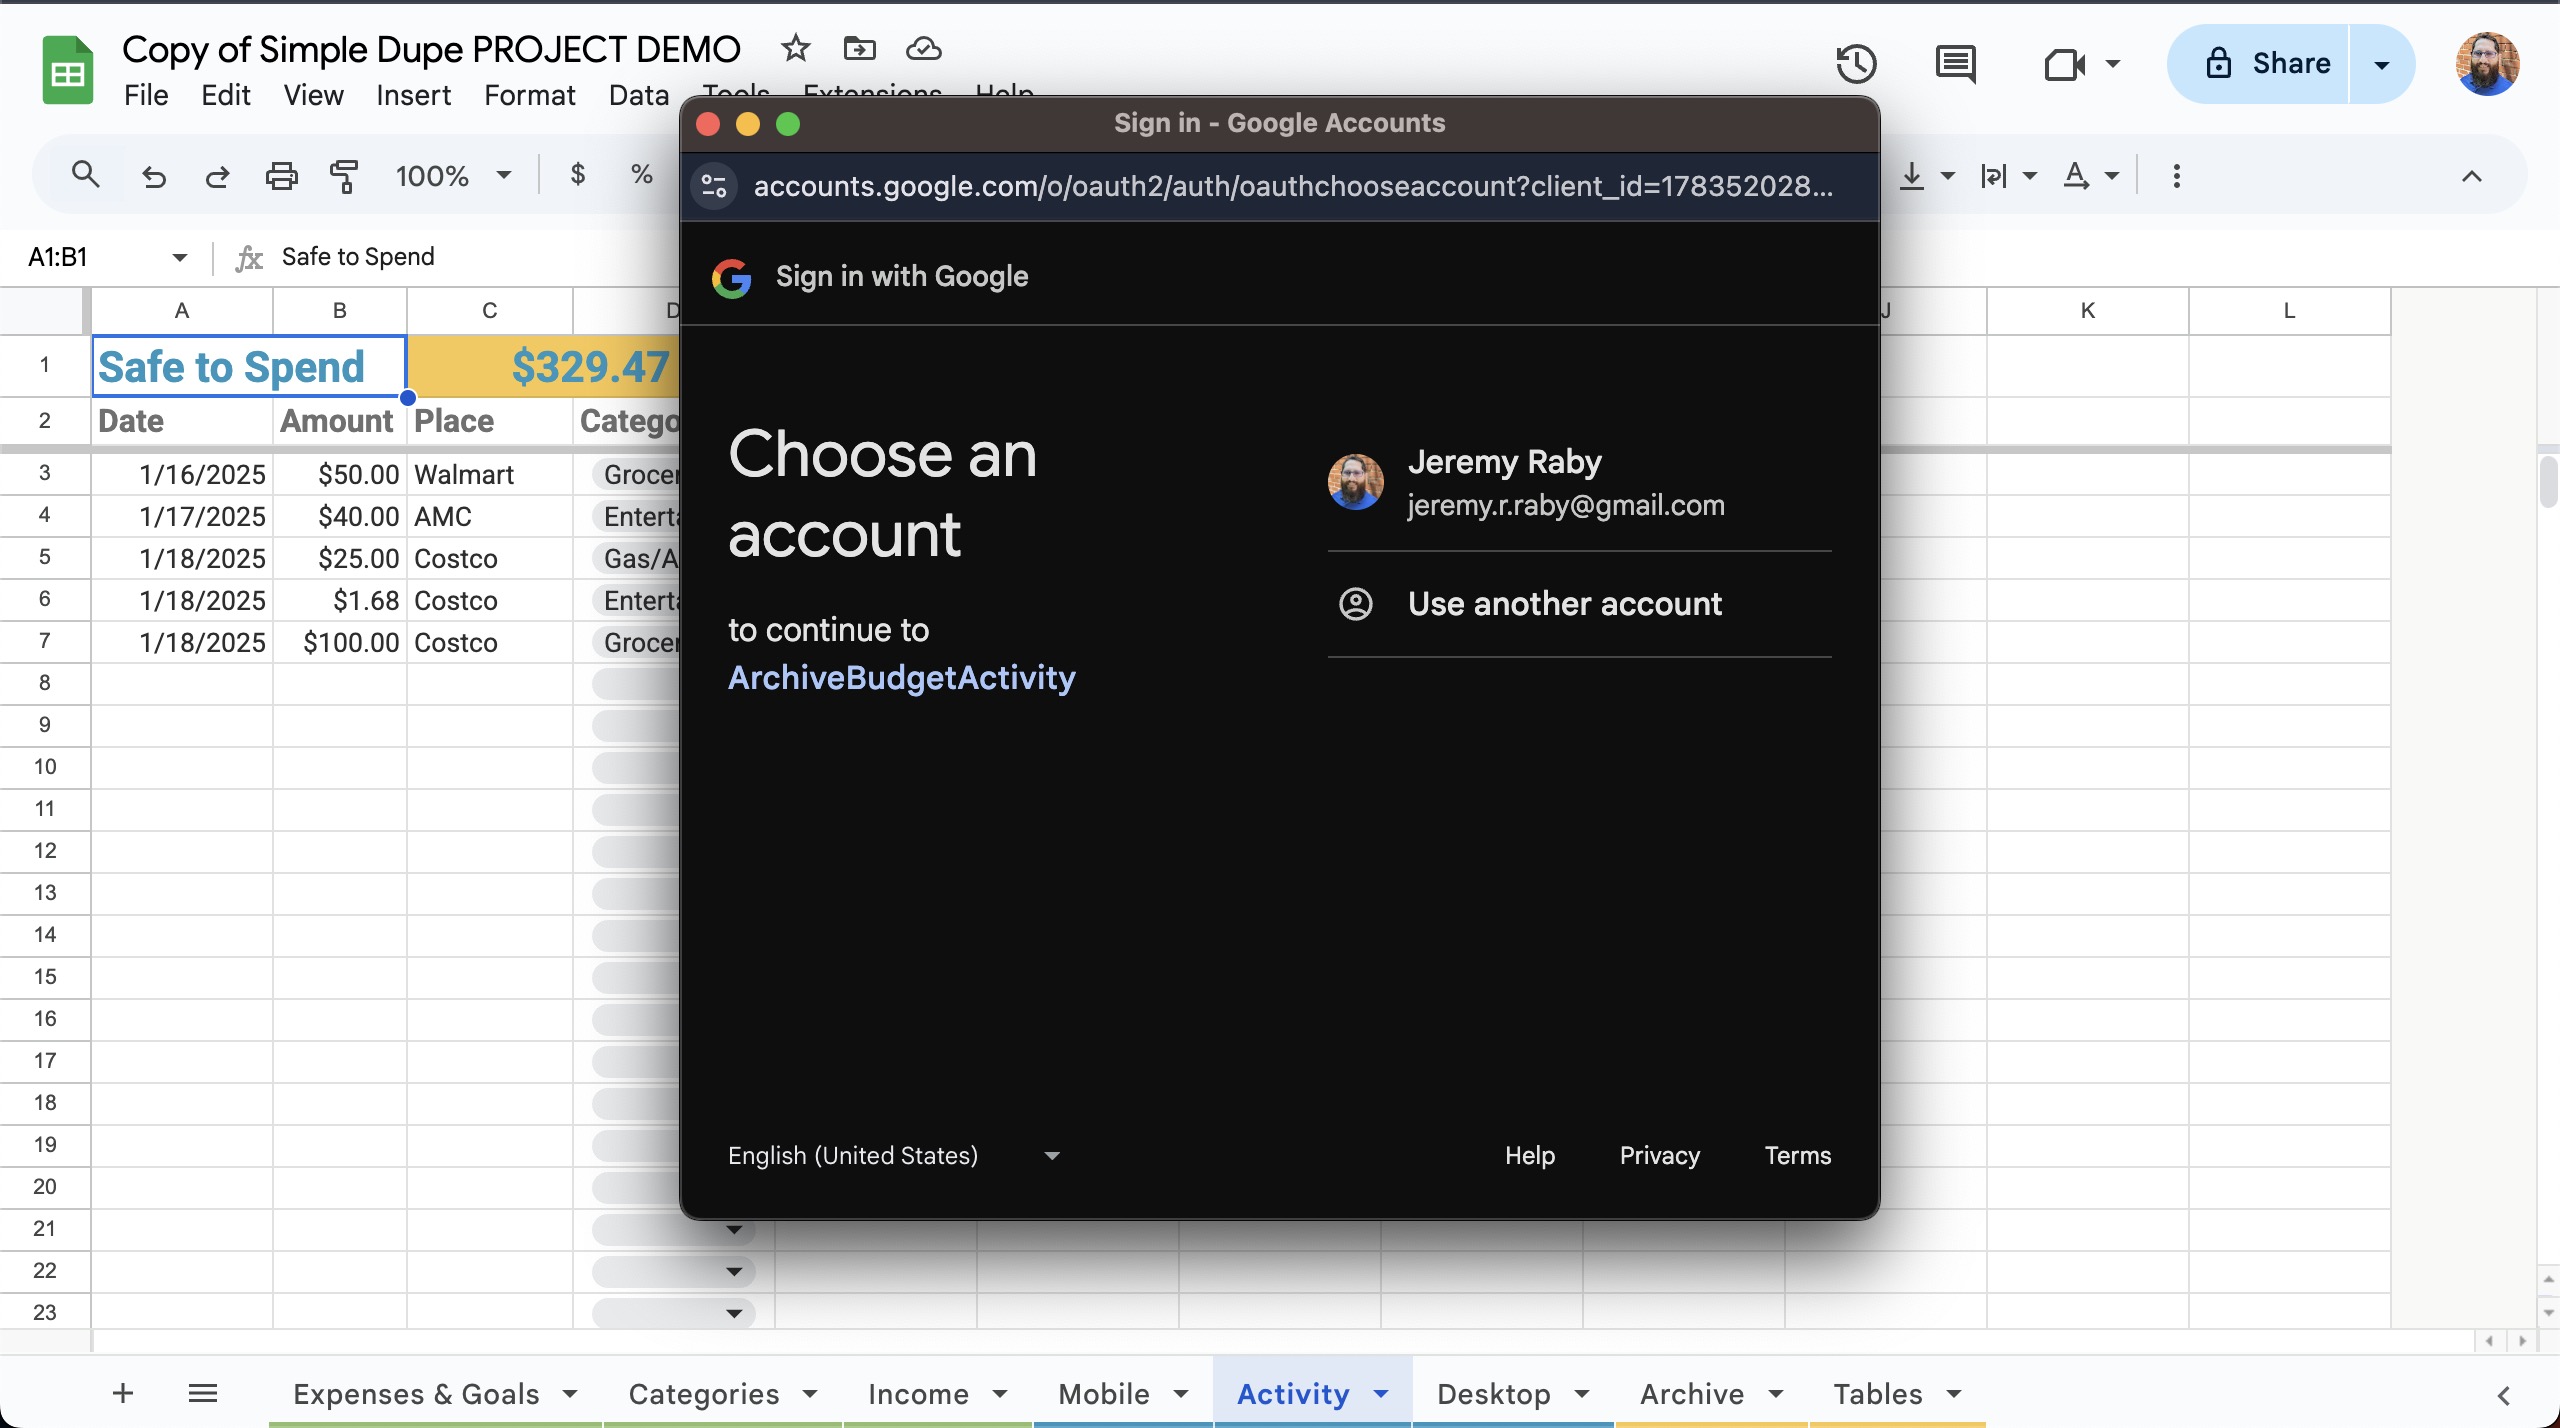 Copy of Simple Dupe PROJECT DEMO
File Edit View Insert Format Data Tools Extensions Help
Share
Sign in - Google Accounts
100% $ %
accounts.google.com/o/oauth2/auth/oauthchooseaccount?client_id=178352028...
A1:B1 fx Safe to Spend
Sign in with Google
A B C D J K L
1 Safe to Spend $329.47
2 Date Amount Place Catego
3 1/16/2025 $50.00 Walmart Grocer
4 1/17/2025 $40.00 AMC Enterta
5 1/18/2025 $25.00 Costco Gas/A
6 1/18/2025 $1.68 Costco Enterta
7 1/18/2025 $100.00 Costco Grocer
8
9
10
11
12
13
14
15
16
17
18
19
20
21
22
23
Choose an
account
to continue to
ArchiveBudgetActivity
Jeremy Raby
jeremy.r.raby@gmail.com
Use another account
English (United States) Help Privacy Terms
Expenses & Goals Categories Income Mobile Activity Desktop Archive Tables